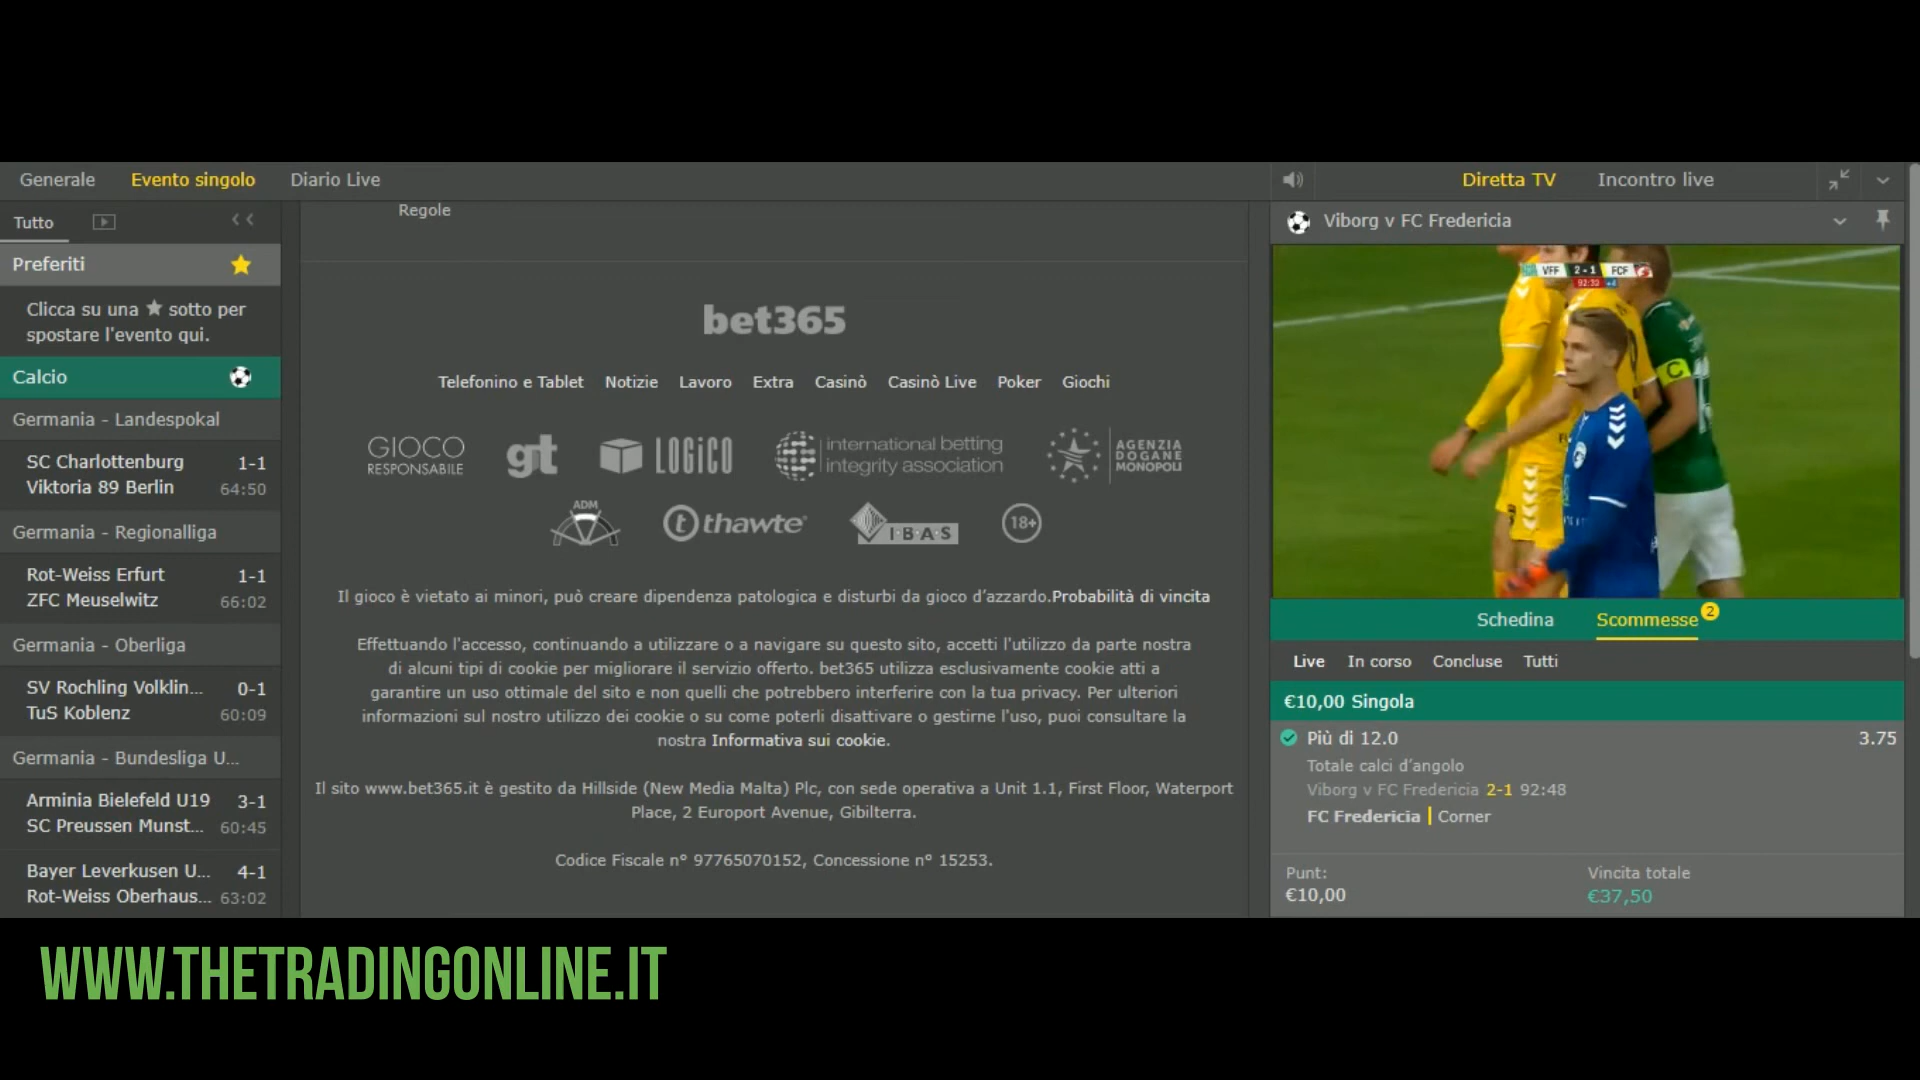 Generale Evento singolo Diario Live
Diretta TV Incontro live
Tutto
Preferiti
Clicca su una ★ sotto per
spostare l'evento qui.
Calcio
Germania - Landespokal
SC Charlottenburg 1-1
Viktoria 89 Berlin 64:50
Germania - Regionalliga
Rot-Weiss Erfurt 1-1
ZFC Meuselwitz 66:02
Germania - Oberliga
SV Rochling Volklin... 0-1
TuS Koblenz 60:09
Germania - Bundesliga U...
Arminia Bielefeld U19 3-1
SC Preussen Munst... 60:45
Bayer Leverkusen U... 4-1
Rot-Weiss Oberhaus... 63:02
Regole
bet365
Telefonino e Tablet Notizie Lavoro Extra Casinò Casinò Live Poker Giochi
GIOCO
RESPONSABILE
gt
LOGICO
international betting
integrity association
AGENZIA
DOGANE
MONOPOLI
ADM
thawte
I·B·A·S
18+
Il gioco è vietato ai minori, può creare dipendenza patologica e disturbi da gioco d’azzardo.Probabilità di vincita
Effettuando l'accesso, continuando a utilizzare o a navigare su questo sito, accetti l'utilizzo da parte nostra
di alcuni tipi di cookie per migliorare il servizio offerto. bet365 utilizza esclusivamente cookie atti a
garantire un uso ottimale del sito e non quelli che potrebbero interferire con la tua privacy. Per ulteriori
informazioni sul nostro utilizzo dei cookie o su come poterli disattivare o gestirne l'uso, puoi consultare la
nostra Informativa sui cookie.
Il sito www.bet365.it è gestito da Hillside (New Media Malta) Plc, con sede operativa a Unit 1.1, First Floor, Waterport
Place, 2 Europort Avenue, Gibilterra.
Codice Fiscale n° 97765070152, Concessione n° 15253.
Viborg v FC Fredericia
VFF 2-1 FCF
92:33 +4
C
Schedina Scommesse 2
Live In corso Concluse Tutti
€10,00 Singola
Più di 12.0 3.75
Totale calci d’angolo
Viborg v FC Fredericia 2-1 92:48
FC Fredericia | Corner
Punt: Vincita totale
€10,00 €37,50
WWW.THETRADINGONLINE.IT